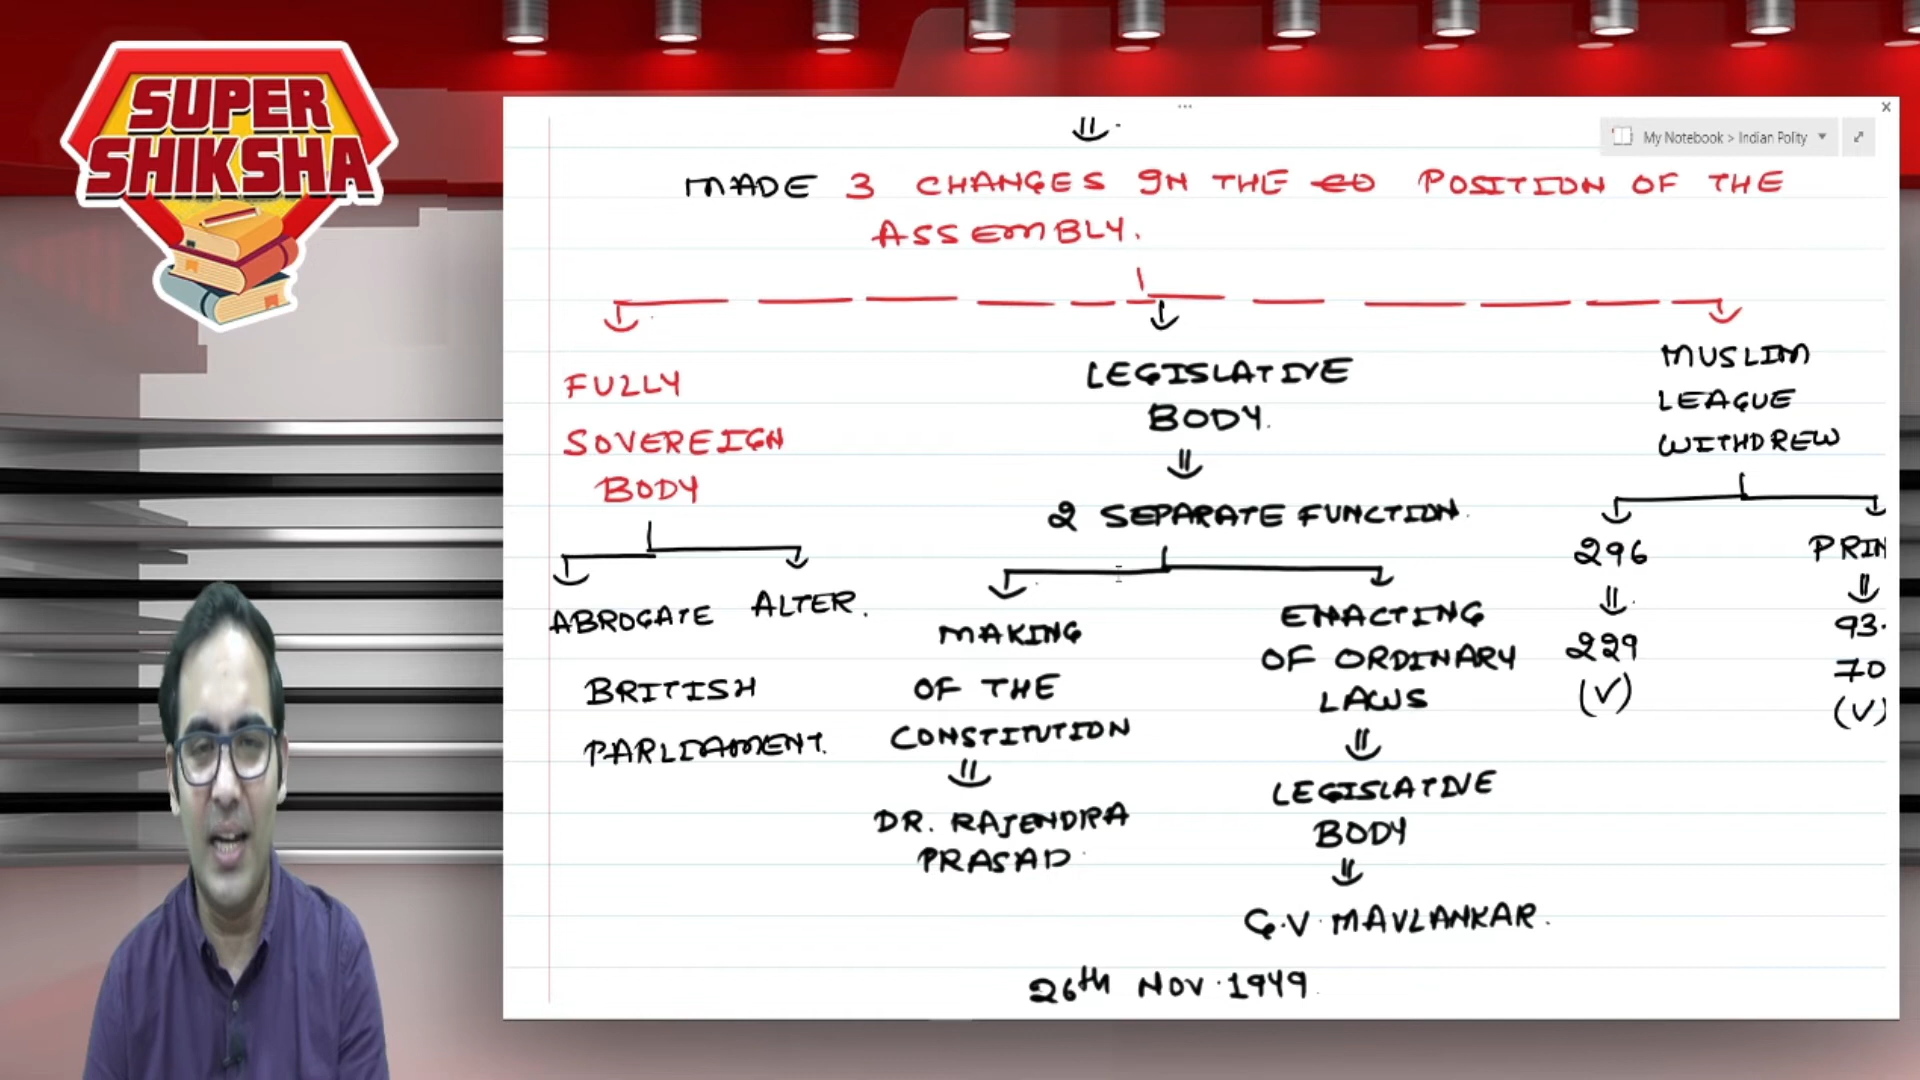 SUPER
SHIKSHA
My Notebook > Indian Polity
MADE 3 CHANGES IN THE POSITION OF THE
ASSEMBLY.
FULLY
SOVEREIGN
BODY
ABROGATE ALTER.
BRITISH
PARLIAMENT.
LEGISLATIVE
BODY.
2 SEPARATE FUNCTION.
MAKING
OF THE
CONSTITUTION
DR. RAJENDRA
PRASAD
ENACTING
OF ORDINARY
LAWS
LEGISLATIVE
BODY
G.V. MAVLANKAR.
26th NOV. 1949.
MUSLIM
LEAGUE
WITHDREW
296
229
(V)
PRIN
93.
70
(V)